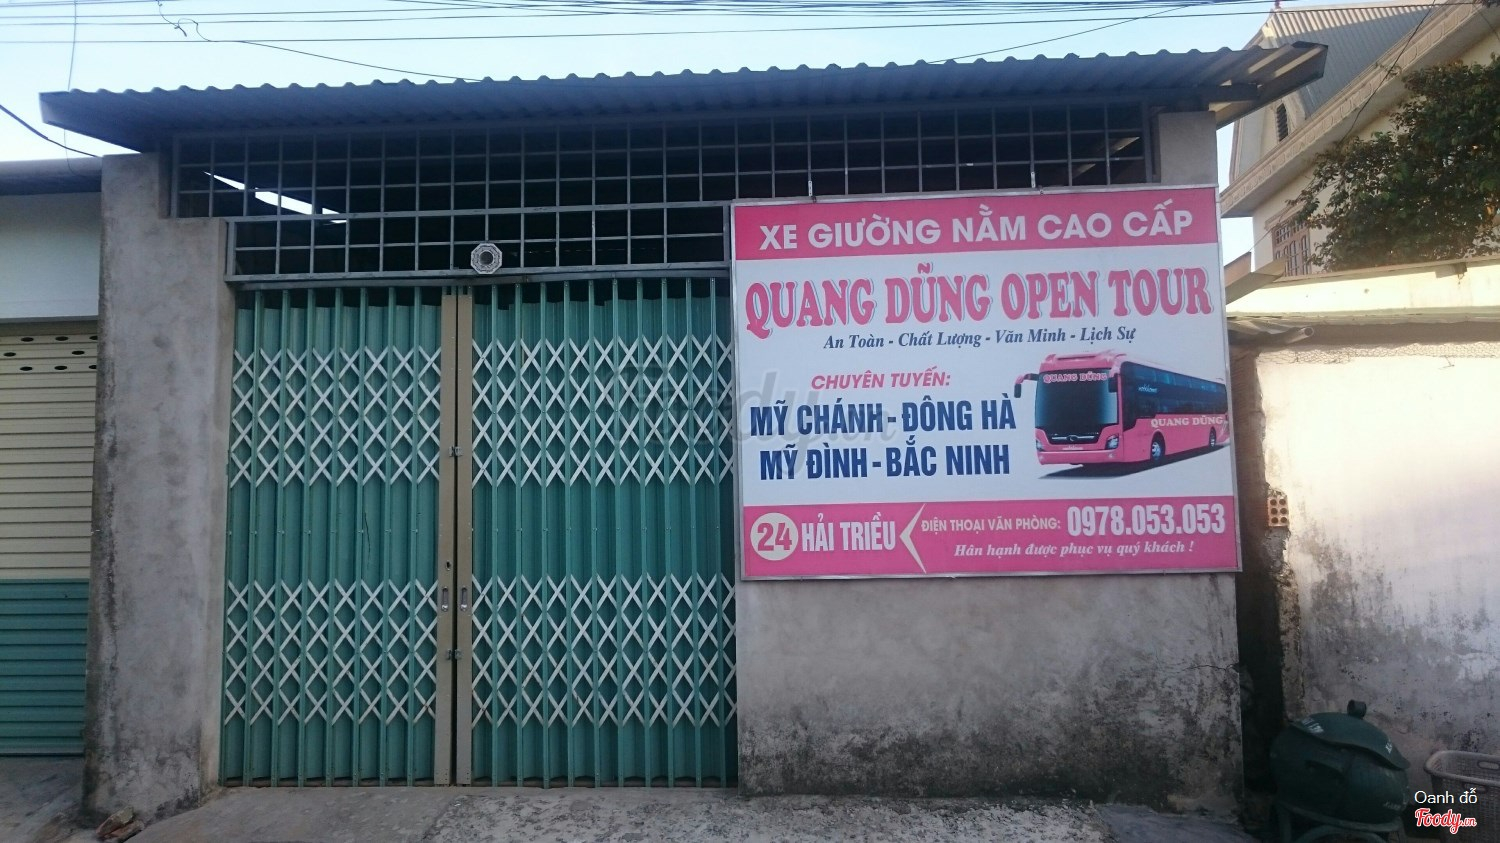 XE GIƯỜNG NẰM CAO CẤP
QUANG DŨNG OPEN TOUR
An Toàn - Chất Lượng - Văn Minh - Lịch Sự
CHUYÊN TUYẾN:
MỸ CHÁNH - ĐÔNG HÀ
MỸ ĐÌNH - BẮC NINH
QUANG DŨNG
QUANG DŨNG
24 HẢI TRIỀU
ĐIỆN THOẠI VĂN PHÒNG: 0978.053.053
Hân hạnh được phục vụ quý khách !
Foody.vn
Oanh đỗ
Foody.vn